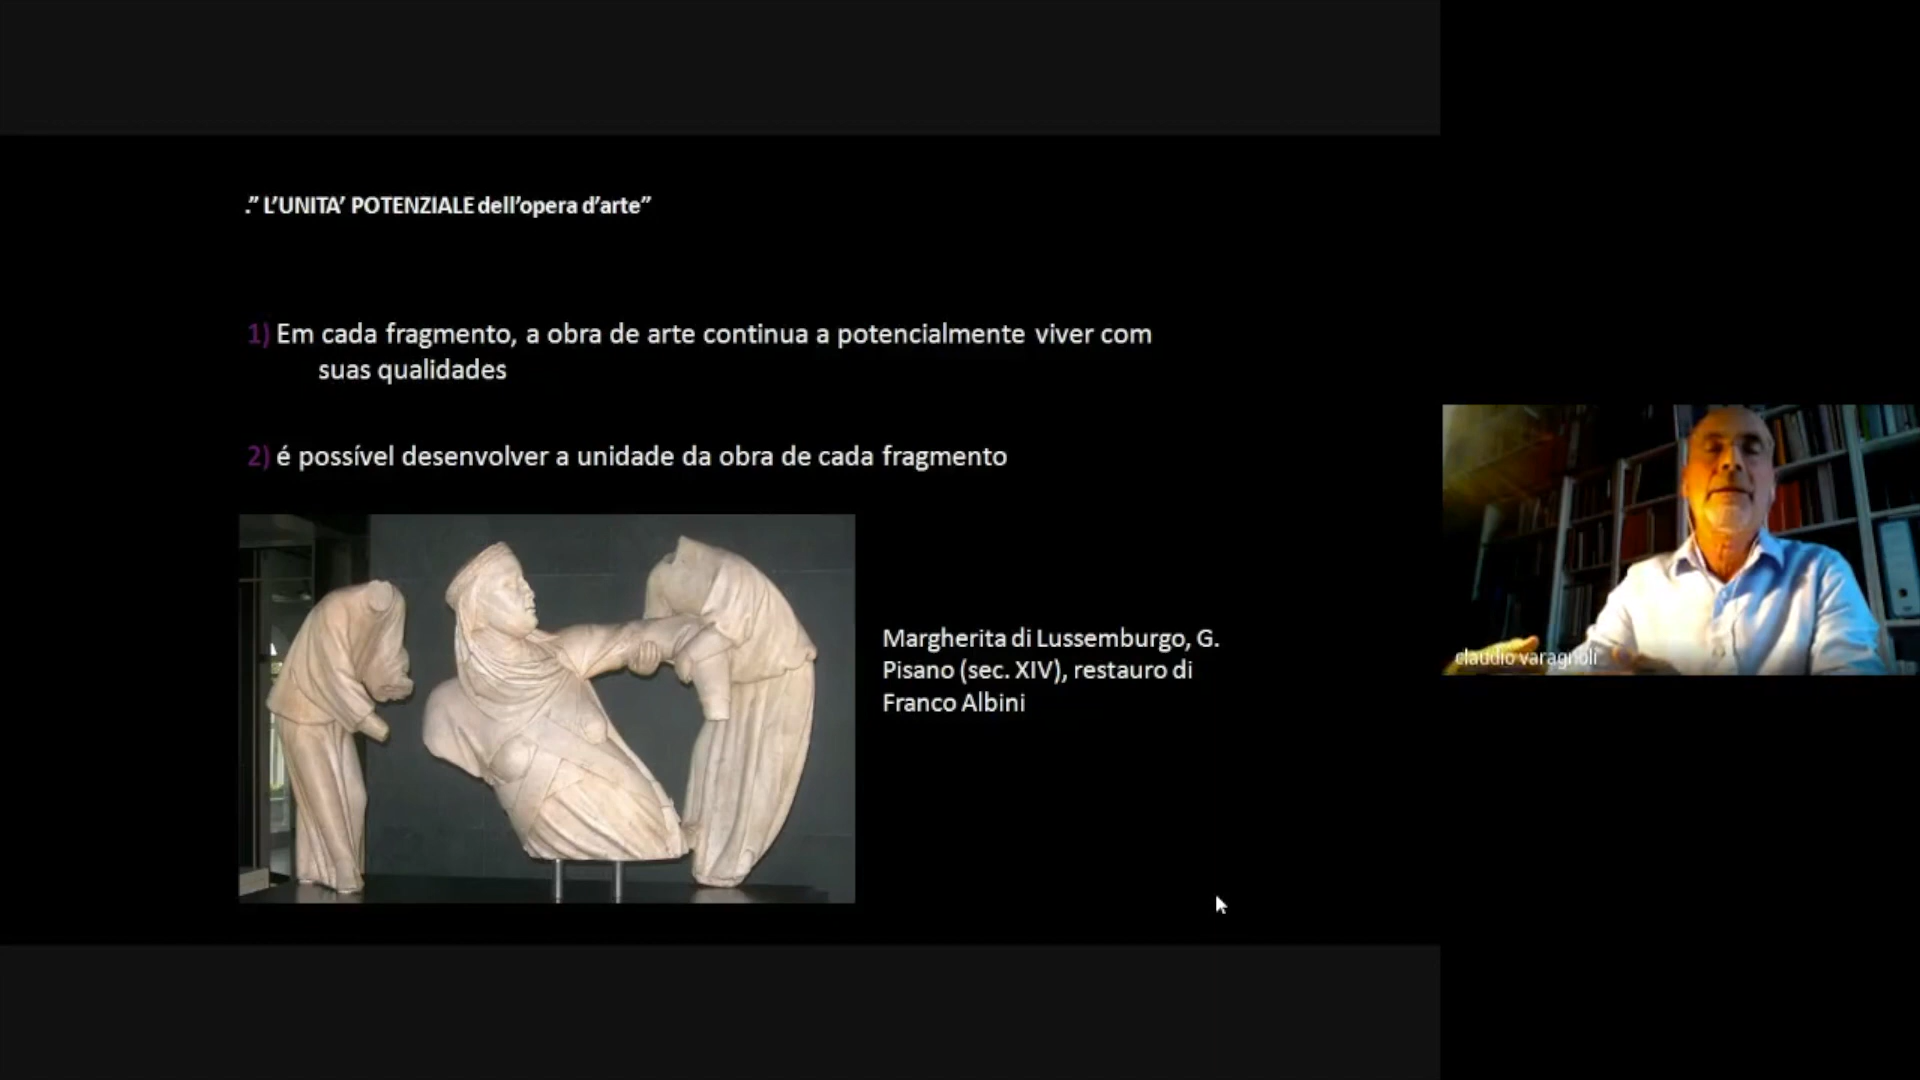 .” L’UNITA’ POTENZIALE dell’opera d’arte”
1) Em cada fragmento, a obra de arte continua a potencialmente viver com
suas qualidades
2) é possível desenvolver a unidade da obra de cada fragmento
Margherita di Lussemburgo, G.
Pisano (sec. XIV), restauro di
Franco Albini
claudio varagnoli